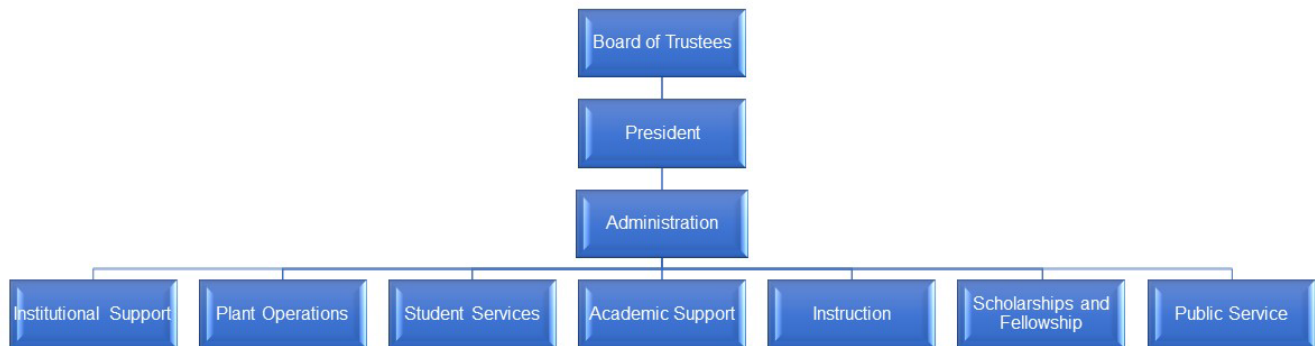 Board of Trustees
President
Administration
Institutional Support
Plant Operations
Student Services
Academic Support
Instruction
Scholarships and
Fellowship
Public Service